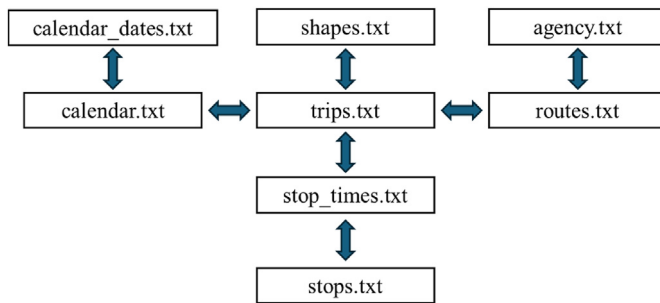 calendar_dates.txt
shapes.txt
agency.txt
calendar.txt
trips.txt
routes.txt
stop_times.txt
stops.txt